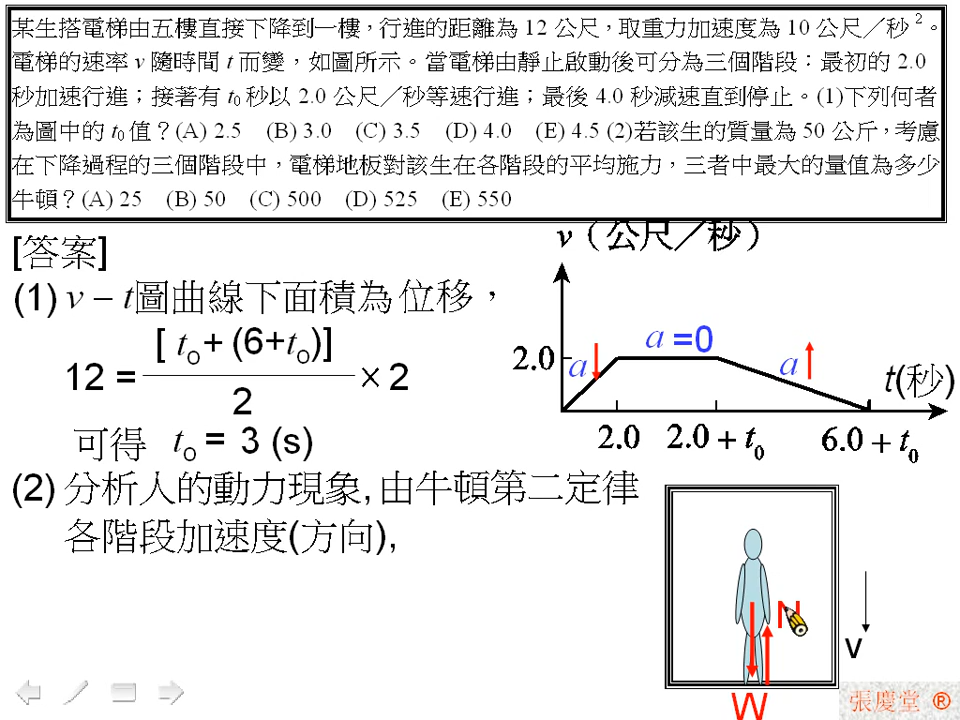 某生搭電梯由五樓直接下降到一樓，行進的距離為 12 公尺，取重力加速度為 10 公尺／秒²。
電梯的速率 v 隨時間 t 而變，如圖所示。當電梯由靜止啟動後可分為三個階段：最初的 2.0
秒加速行進；接著有 t₀ 秒以 2.0 公尺／秒等速行進；最後 4.0 秒減速直到停止。(1)下列何者
為圖中的 t₀ 值？(A) 2.5 (B) 3.0 (C) 3.5 (D) 4.0 (E) 4.5 (2)若該生的質量為 50 公斤，考慮
在下降過程的三個階段中，電梯地板對該生在各階段的平均施力，三者中最大的量值為多少
牛頓？(A) 25 (B) 50 (C) 500 (D) 525 (E) 550
[答案]
(1) v – t圖曲線下面積為位移，
[ t₀+ (6+t₀)]
12 = × 2
2
可得 t₀ = 3 (s)
(2) 分析人的動力現象, 由牛頓第二定律
各階段加速度(方向),
v（公尺／秒）
2.0
a
a =0
a
t(秒)
2.0
2.0 + t₀
6.0 + t₀
N
W
v
張慶堂 ®